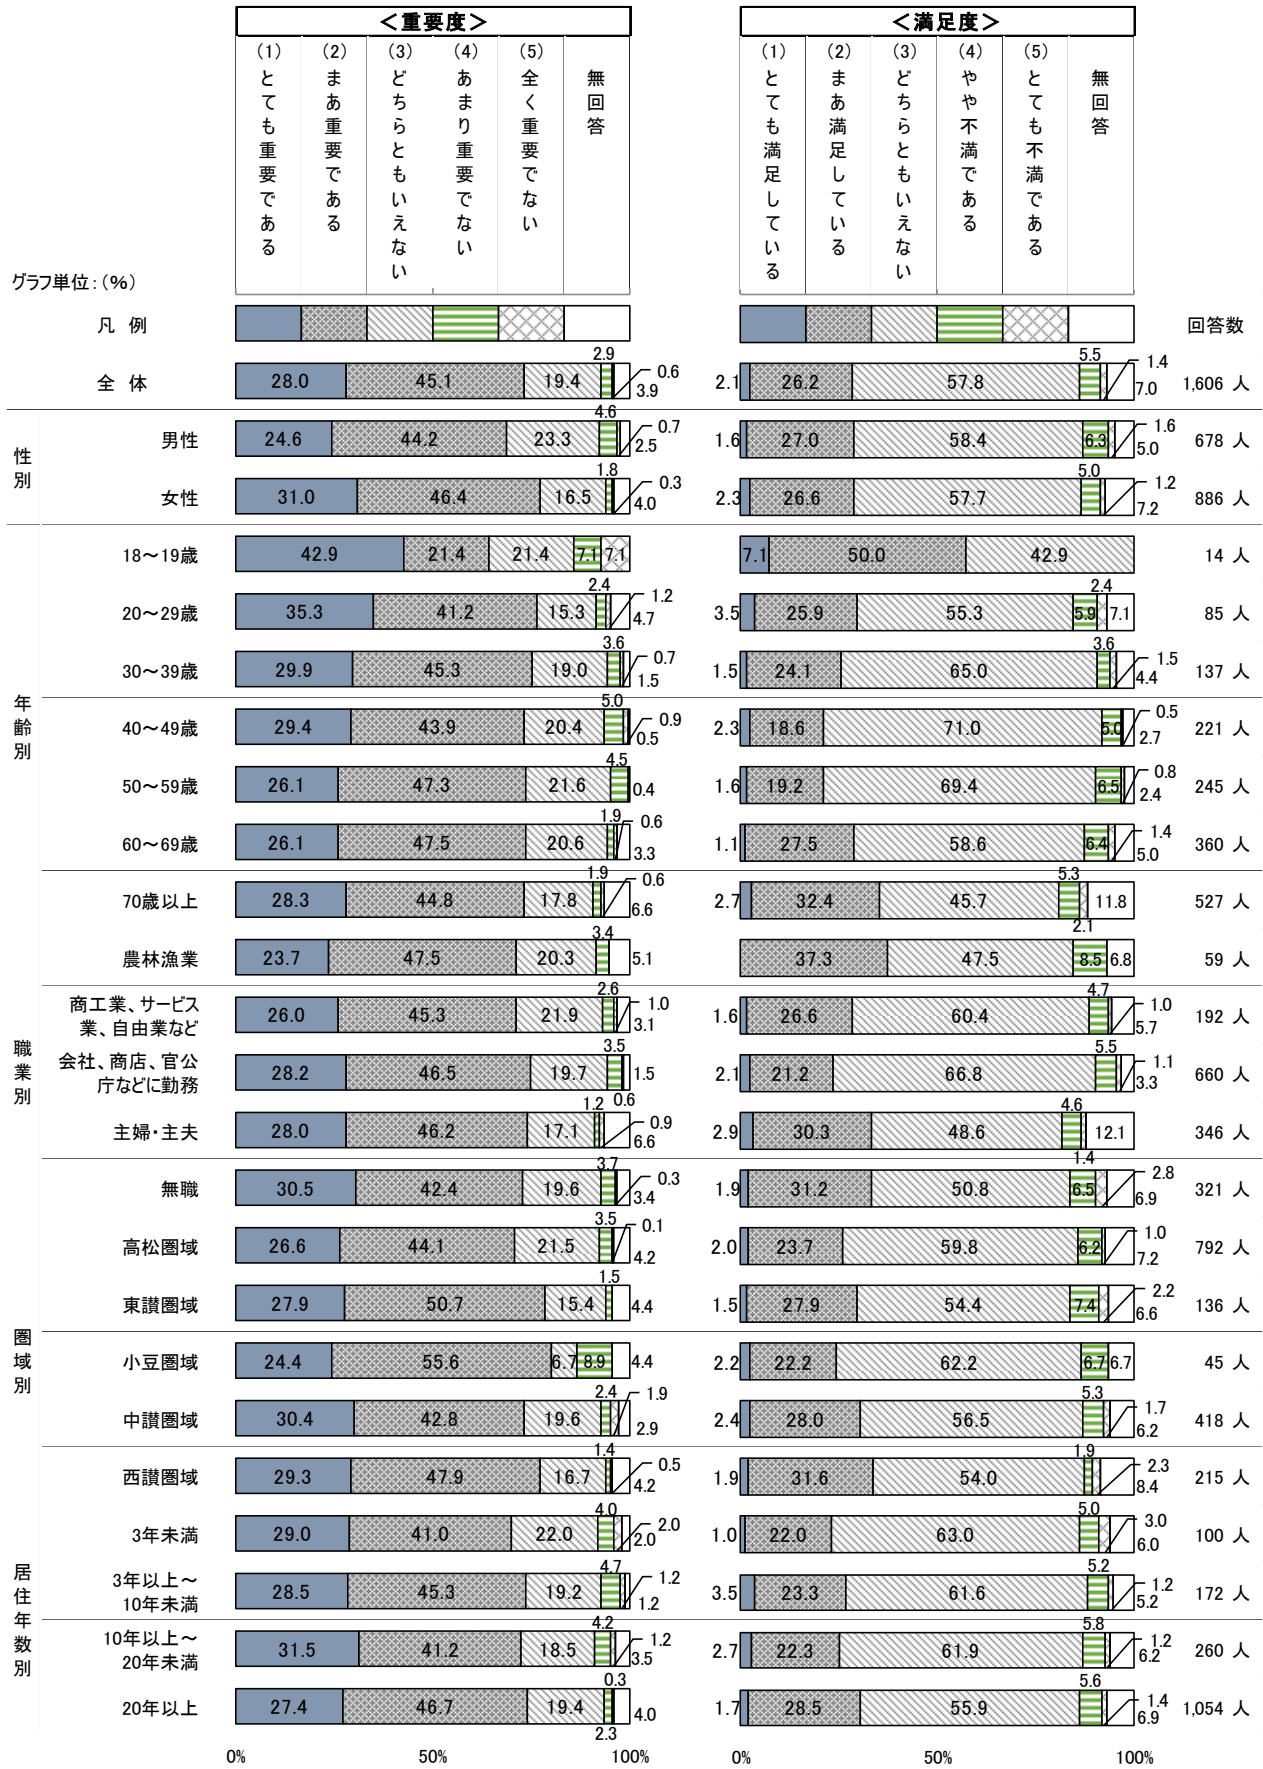 ＜重要度＞ ＜満足度＞
(1) とても重要である
(2) まあ重要である
(3) どちらともいえない
(4) あまり重要でない
(5) 全く重要でない
無回答
(1) とても満足している
(2) まあ満足している
(3) どちらともいえない
(4) やや不満である
(5) とても不満である
無回答
グラフ単位：（%）
凡 例 回答数
全 体 28.0 45.1 19.4 2.9 0.6 3.9 2.1 26.2 57.8 5.5 1.4 7.0 1,606 人
性別
男性 24.6 44.2 23.3 4.6 0.7 2.5 1.6 27.0 58.4 6.3 1.6 5.0 678 人
女性 31.0 46.4 16.5 1.8 0.3 4.0 2.3 26.6 57.7 5.0 1.2 7.2 886 人
年齢別
18～19歳 42.9 21.4 21.4 7.1 7.1 7.1 50.0 42.9 14 人
20～29歳 35.3 41.2 15.3 2.4 1.2 4.7 3.5 25.9 55.3 5.9 2.4 7.1 85 人
30～39歳 29.9 45.3 19.0 3.6 0.7 1.5 1.5 24.1 65.0 3.6 1.5 4.4 137 人
40～49歳 29.4 43.9 20.4 5.0 0.9 0.5 2.3 18.6 71.0 5.0 0.5 2.7 221 人
50～59歳 26.1 47.3 21.6 4.5 0.4 1.6 19.2 69.4 6.5 0.8 2.4 245 人
60～69歳 26.1 47.5 20.6 1.9 0.6 3.3 1.1 27.5 58.6 6.4 1.4 5.0 360 人
70歳以上 28.3 44.8 17.8 1.9 0.6 6.6 2.7 32.4 45.7 5.3 2.1 11.8 527 人
職業別
農林漁業 23.7 47.5 20.3 3.4 5.1 37.3 47.5 8.5 6.8 59 人
商工業、サービス
業、自由業など 26.0 45.3 21.9 2.6 1.0 3.1 1.6 26.6 60.4 4.7 1.0 5.7 192 人
会社、商店、官公
庁などに勤務 28.2 46.5 19.7 3.5 0.6 1.5 2.1 21.2 66.8 5.5 1.1 3.3 660 人
主婦・主夫 28.0 46.2 17.1 1.2 0.9 6.6 2.9 30.3 48.6 4.6 1.4 12.1 346 人
無職 30.5 42.4 19.6 3.7 0.3 3.4 1.9 31.2 50.8 6.5 2.8 6.9 321 人
圏域別
高松圏域 26.6 44.1 21.5 3.5 0.1 4.2 2.0 23.7 59.8 6.2 1.0 7.2 792 人
東讃圏域 27.9 50.7 15.4 1.5 4.4 1.5 27.9 54.4 7.4 2.2 6.6 136 人
小豆圏域 24.4 55.6 6.7 8.9 4.4 2.2 22.2 62.2 6.7 6.7 45 人
中讃圏域 30.4 42.8 19.6 2.4 1.9 2.9 2.4 28.0 56.5 5.3 1.7 6.2 418 人
西讃圏域 29.3 47.9 16.7 1.4 0.5 4.2 1.9 31.6 54.0 1.9 2.3 8.4 215 人
居住年数別
3年未満 29.0 41.0 22.0 4.0 2.0 2.0 1.0 22.0 63.0 5.0 3.0 6.0 100 人
3年以上～
10年未満 28.5 45.3 19.2 4.7 1.2 1.2 3.5 23.3 61.6 5.2 1.2 5.2 172 人
10年以上～
20年未満 31.5 41.2 18.5 4.2 1.2 3.5 2.7 22.3 61.9 5.8 1.2 6.2 260 人
20年以上 27.4 46.7 19.4 2.3 0.3 4.0 1.7 28.5 55.9 5.6 1.4 6.9 1,054 人
0% 50% 100% 0% 50% 100%